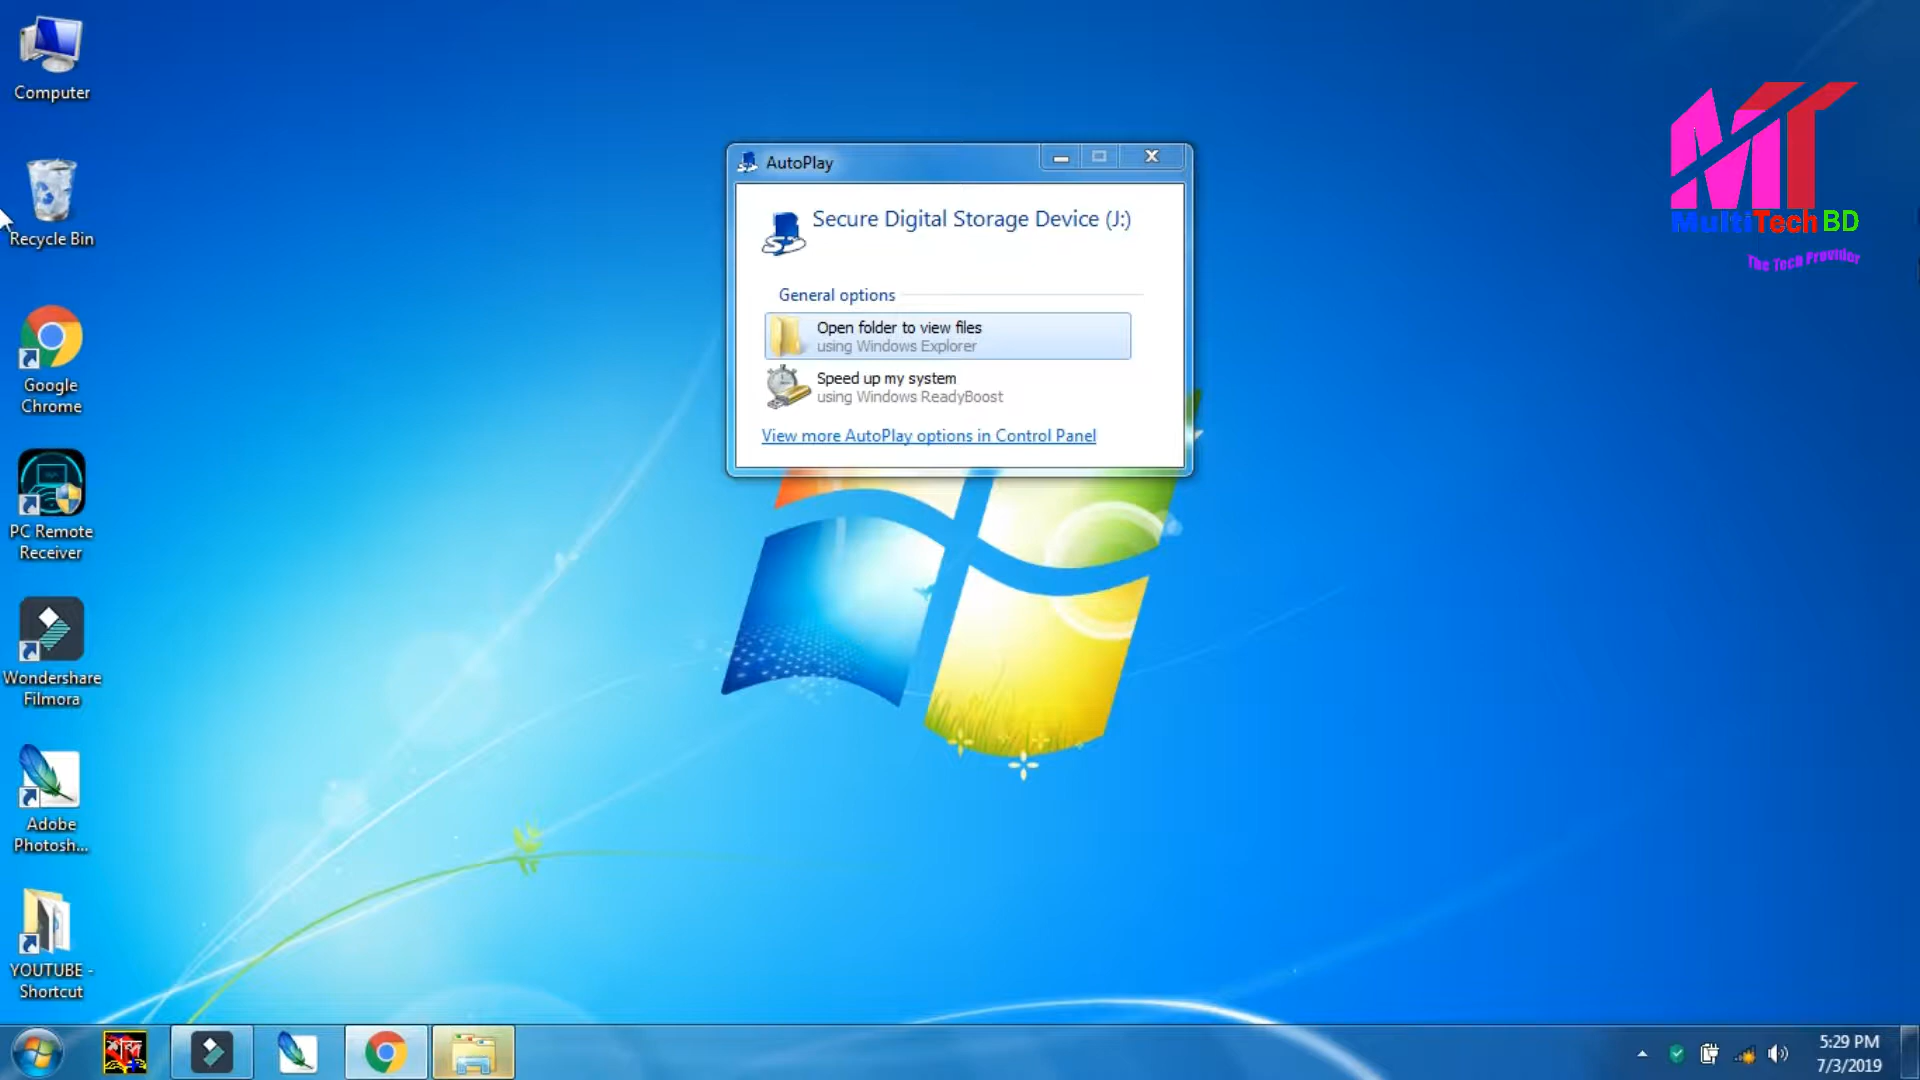 Computer
Recycle Bin
Google
Chrome
PC Remote
Receiver
Wondershare
Filmora
Adobe
Photosh...
YOUTUBE -
Shortcut
AutoPlay
Secure Digital Storage Device (J:)
General options
Open folder to view files
using Windows Explorer
Speed up my system
using Windows ReadyBoost
View more AutoPlay options in Control Panel
MT
MultiTech BD
The Tech Provider
5:29 PM
7/3/2019